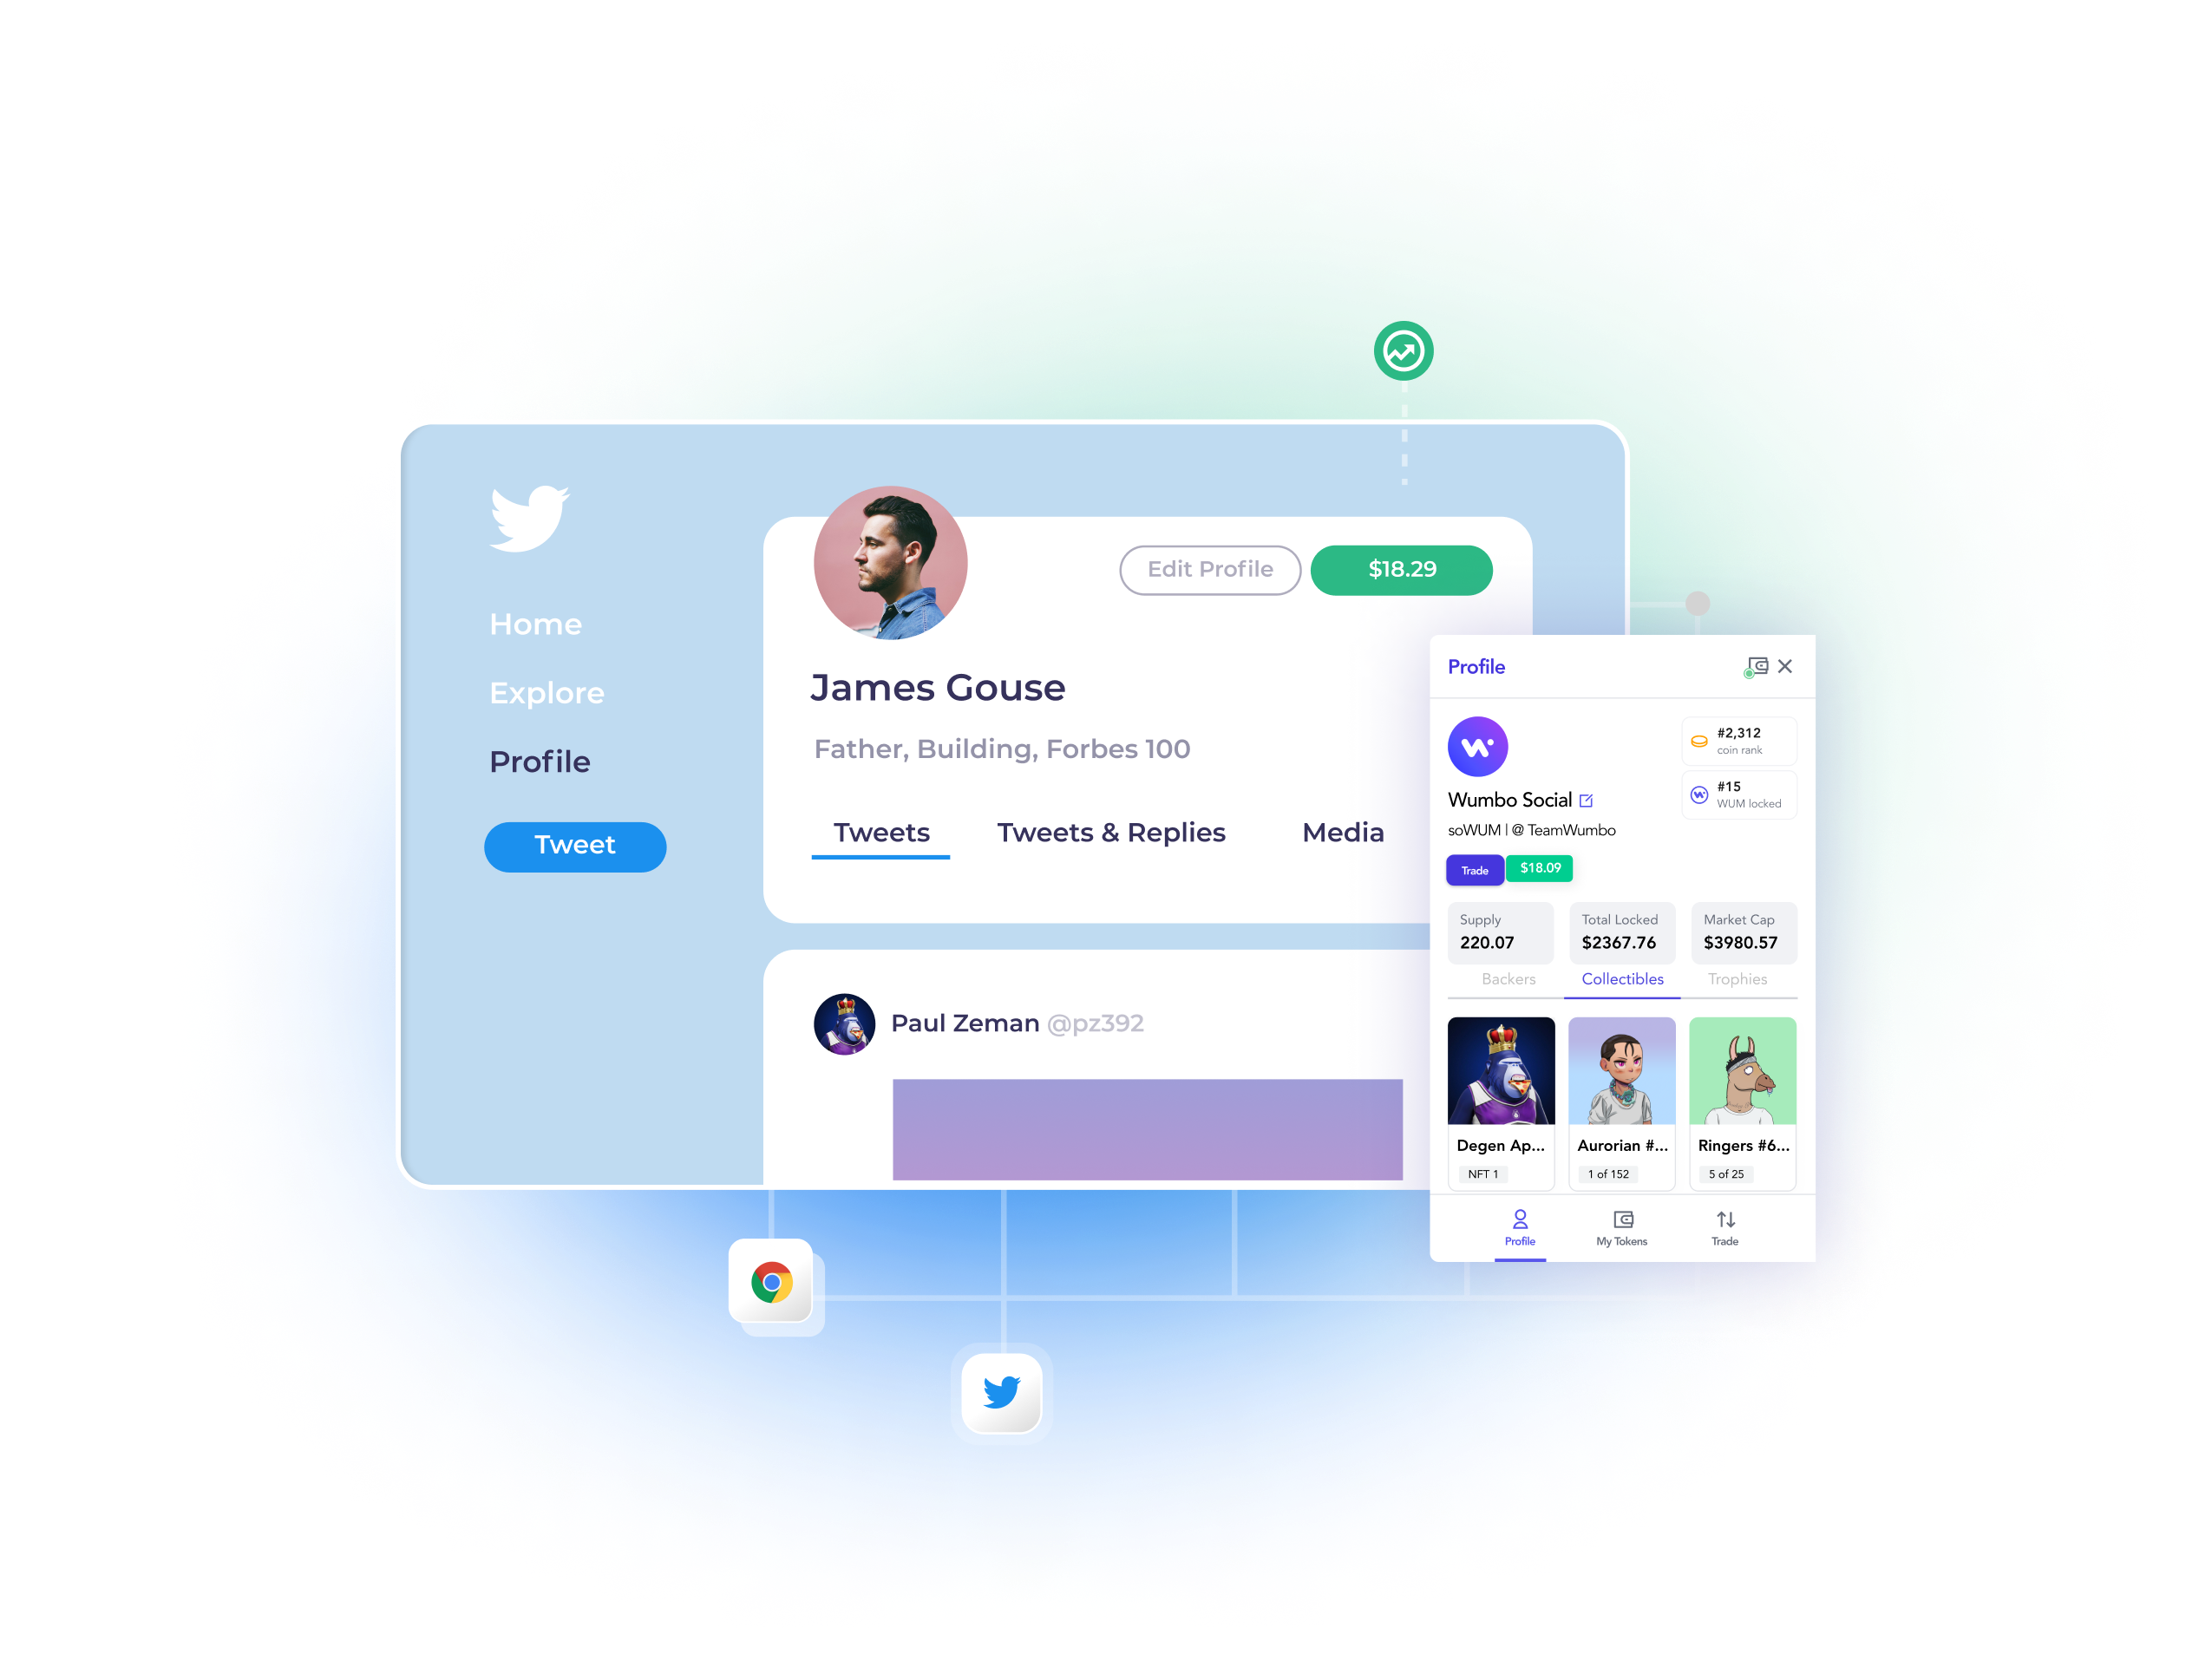 Home
Explore
Profile
Tweet
Edit Profile
$18.29
James Gouse
Father, Building, Forbes 100
Tweets
Tweets & Replies
Media
Paul Zeman @pz392
Profile
#2,312
coin rank
#15
WUM locked
Wumbo Social
soWUM | @ TeamWumbo
Trade
$18.09
Supply
220.07
Total Locked
$2367.76
Market Cap
$3980.57
Backers
Collectibles
Trophies
Degen Ap...
NFT 1
Aurorian #...
1 of 152
Ringers #6...
5 of 25
Profile
My Tokens
Trade